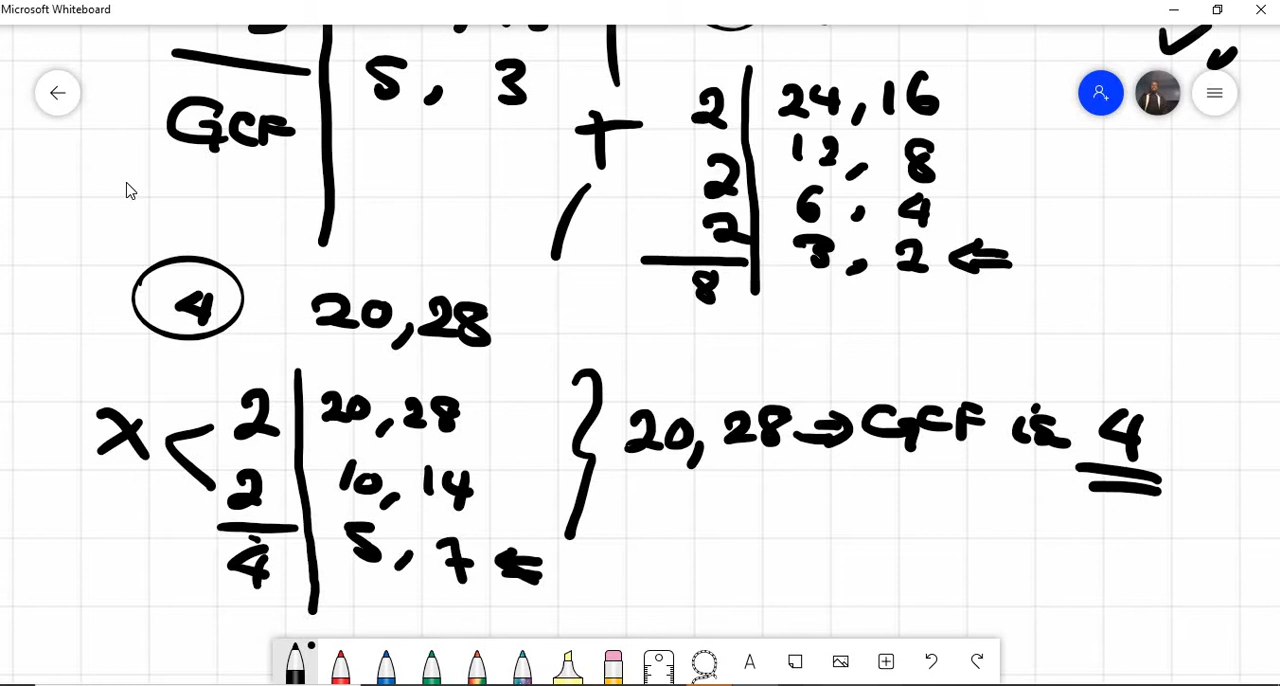 Microsoft Whiteboard
5, 3
GCF
2 | 24, 16
2 | 12, 8
2 | 6, 4
3, 2 ⇐
8
4 20, 28
2 | 20, 28
2 | 10, 14
4 | 5, 7 ⇐
X
20, 28 → GCF is 4
A